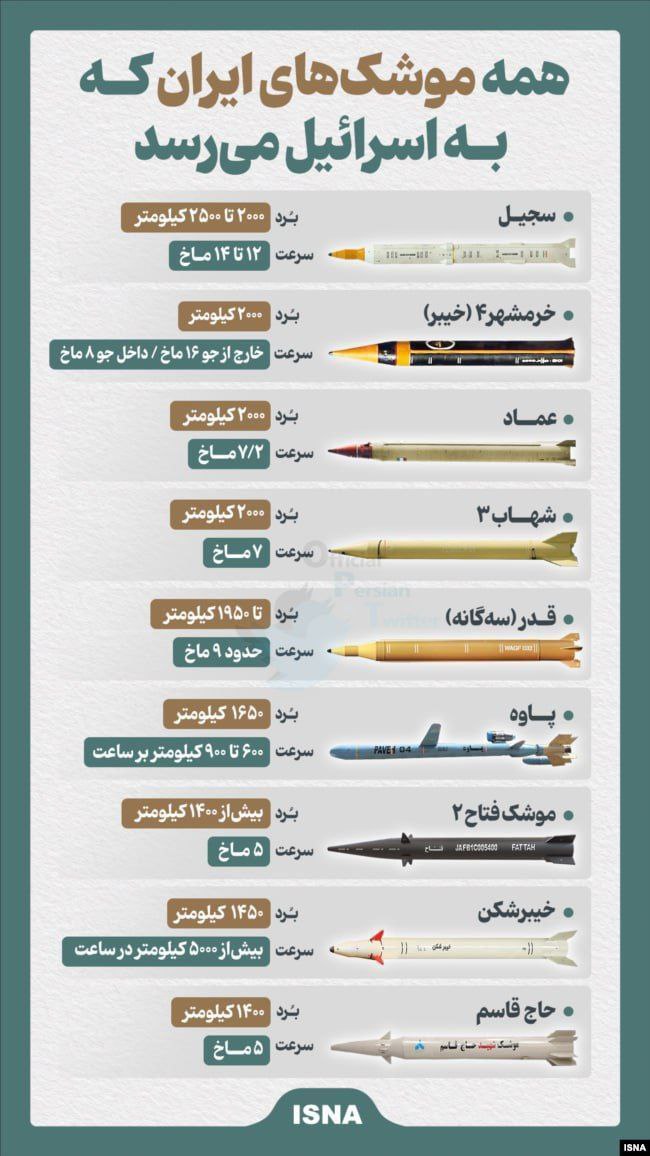 همه موشک‌های ایران که
به اسرائیل می‌رسد
سجیل
بُرد ۲۰۰۰ تا ۲۵۰۰ کیلومتر
سرعت ۱۲ تا ۱۴ ماخ
خرمشهر۴ (خیبر)
بُرد ۲۰۰۰ کیلومتر
سرعت خارج از جو ۱۶ ماخ / داخل جو ۸ ماخ
عماد
بُرد ۲۰۰۰ کیلومتر
سرعت ۷/۲ ماخ
شهاب ۳
بُرد ۲۰۰۰ کیلومتر
سرعت ۷ ماخ
Official
Persian
Twitter
قدر (سه‌گانه)
بُرد تا ۱۹۵۰ کیلومتر
سرعت حدود ۹ ماخ
پاوه
بُرد ۱۶۵۰ کیلومتر
سرعت ۶۰۰ تا ۹۰۰ کیلومتر بر ساعت
PAVE1 04 پاوه
موشک فتاح ۲
بُرد بیش از ۱۴۰۰ کیلومتر
سرعت ۵ ماخ
فتاح JAFB1C005400 FATTAH
خیبرشکن
بُرد ۱۴۵۰ کیلومتر
سرعت بیش از ۵۰۰۰ کیلومتر در ساعت
خیبرشکن
حاج قاسم
بُرد ۱۴۰۰ کیلومتر
سرعت ۵ ماخ
موشک شهید حاج قاسم
ISNA
ISNA